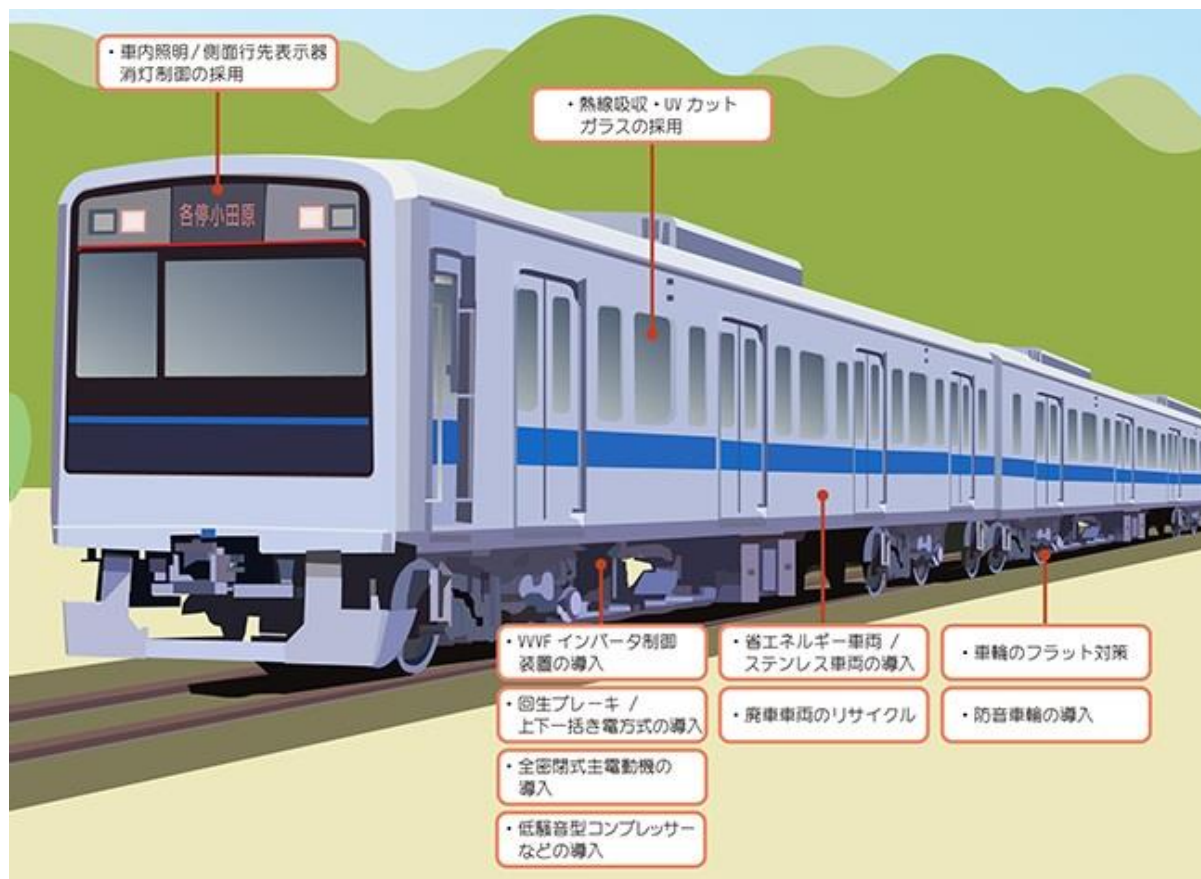 ・車内照明/側面行先表示器
消灯制御の採用
・熱線吸収・UVカット
ガラスの採用
各停小田原
・VVVFインバータ制御
装置の導入
・回生ブレーキ /
上下一括き電方式の導入
・全密閉式主電動機の
導入
・低騒音型コンプレッサー
などの導入
・省エネルギー車両 /
ステンレス車両の導入
・廃車車両のリサイクル
・車輪のフラット対策
・防音車輪の導入